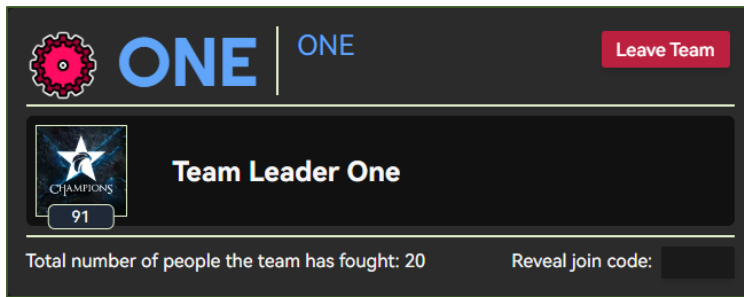 ONE
ONE
Leave Team
CHAMPIONS
91
Team Leader One
Total number of people the team has fought: 20
Reveal join code: